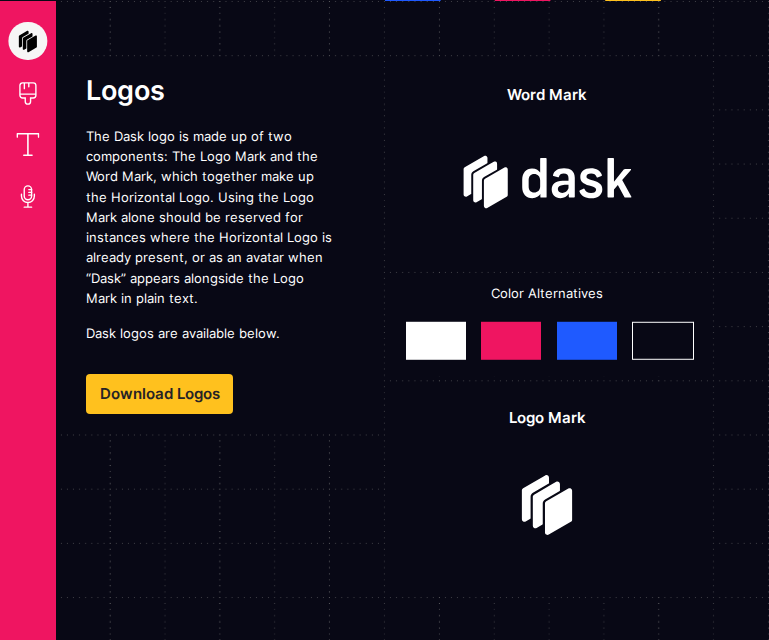 Logos
The Dask logo is made up of two
components: The Logo Mark and the
Word Mark, which together make up
the Horizontal Logo. Using the Logo
Mark alone should be reserved for
instances where the Horizontal Logo is
already present, or as an avatar when
“Dask” appears alongside the Logo
Mark in plain text.
Dask logos are available below.
Download Logos
Word Mark
dask
Color Alternatives
Logo Mark